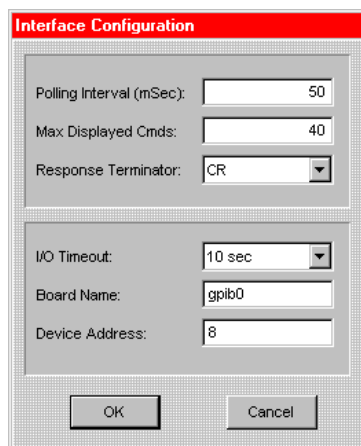 Interface Configuration
Polling Interval (mSec): 50
Max Displayed Cmds: 40
Response Terminator: CR
I/O Timeout: 10 sec
Board Name: gpib0
Device Address: 8
OK Cancel